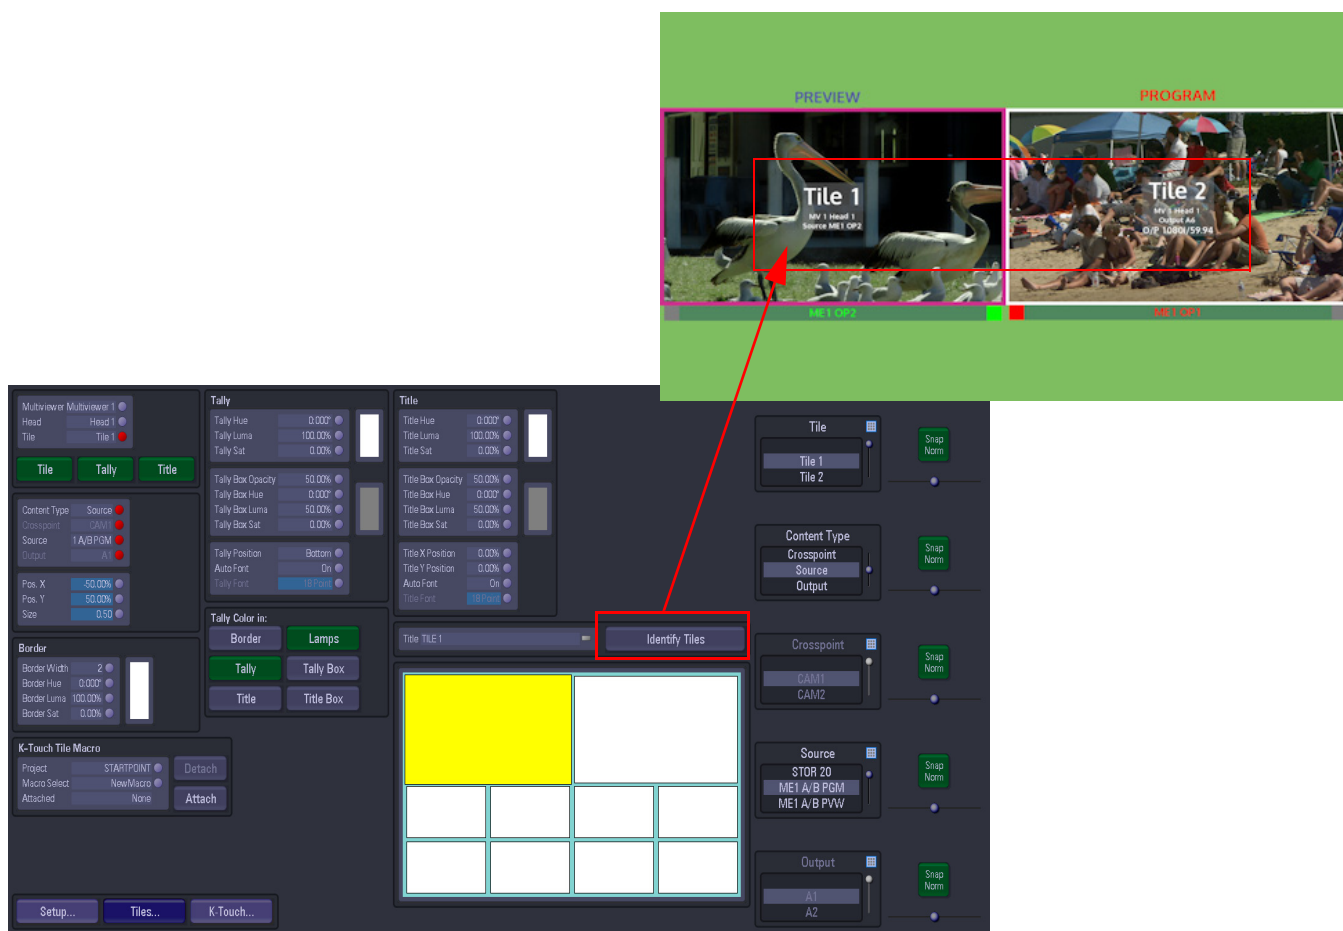 PREVIEW
PROGRAM
Tile 1
MV 1 Head 1
Source ME1 OP2
Tile 2
MV 1 Head 1
Output A6
O/P 1080i/59.94
ME1 OP2
ME1 OP1
Multiviewer Multiviewer 1
Head Head 1
Tile Tile 1
Tile Tally Title
Content Type Source
Crosspoint CAM1
Source 1 A/B PGM
Output A1
Pos. X -50.00%
Pos. Y 50.00%
Size 0.50
Border
Border Width 2
Border Hue 0.000°
Border Luma 100.00%
Border Sat 0.00%
K-Touch Tile Macro
Project STARTPOINT
Macro Select NewMacro
Attached None
Detach
Attach
Setup... Tiles... K-Touch...
Tally
Tally Hue 0.000°
Tally Luma 100.00%
Tally Sat 0.00%
Tally Box Opacity 50.00%
Tally Box Hue 0.000°
Tally Box Luma 50.00%
Tally Box Sat 0.00%
Tally Position Bottom
Auto Font On
Tally Font 18 Point
Tally Color in:
Border Lamps
Tally Tally Box
Title Title Box
Title
Title Hue 0.000°
Title Luma 100.00%
Title Sat 0.00%
Title Box Opacity 50.00%
Title Box Hue 0.000°
Title Box Luma 50.00%
Title Box Sat 0.00%
Title X Position 0.00%
Title Y Position 0.00%
Auto Font On
Title Font 18 Point
Title TILE 1
Identify Tiles
Tile
Tile 1
Tile 2
Snap
Norm
Content Type
Crosspoint
Source
Output
Snap
Norm
Crosspoint
CAM1
CAM2
Snap
Norm
Source
STOR 20
ME1 A/B PGM
ME1 A/B PVW
Snap
Norm
Output
A1
A2
Snap
Norm